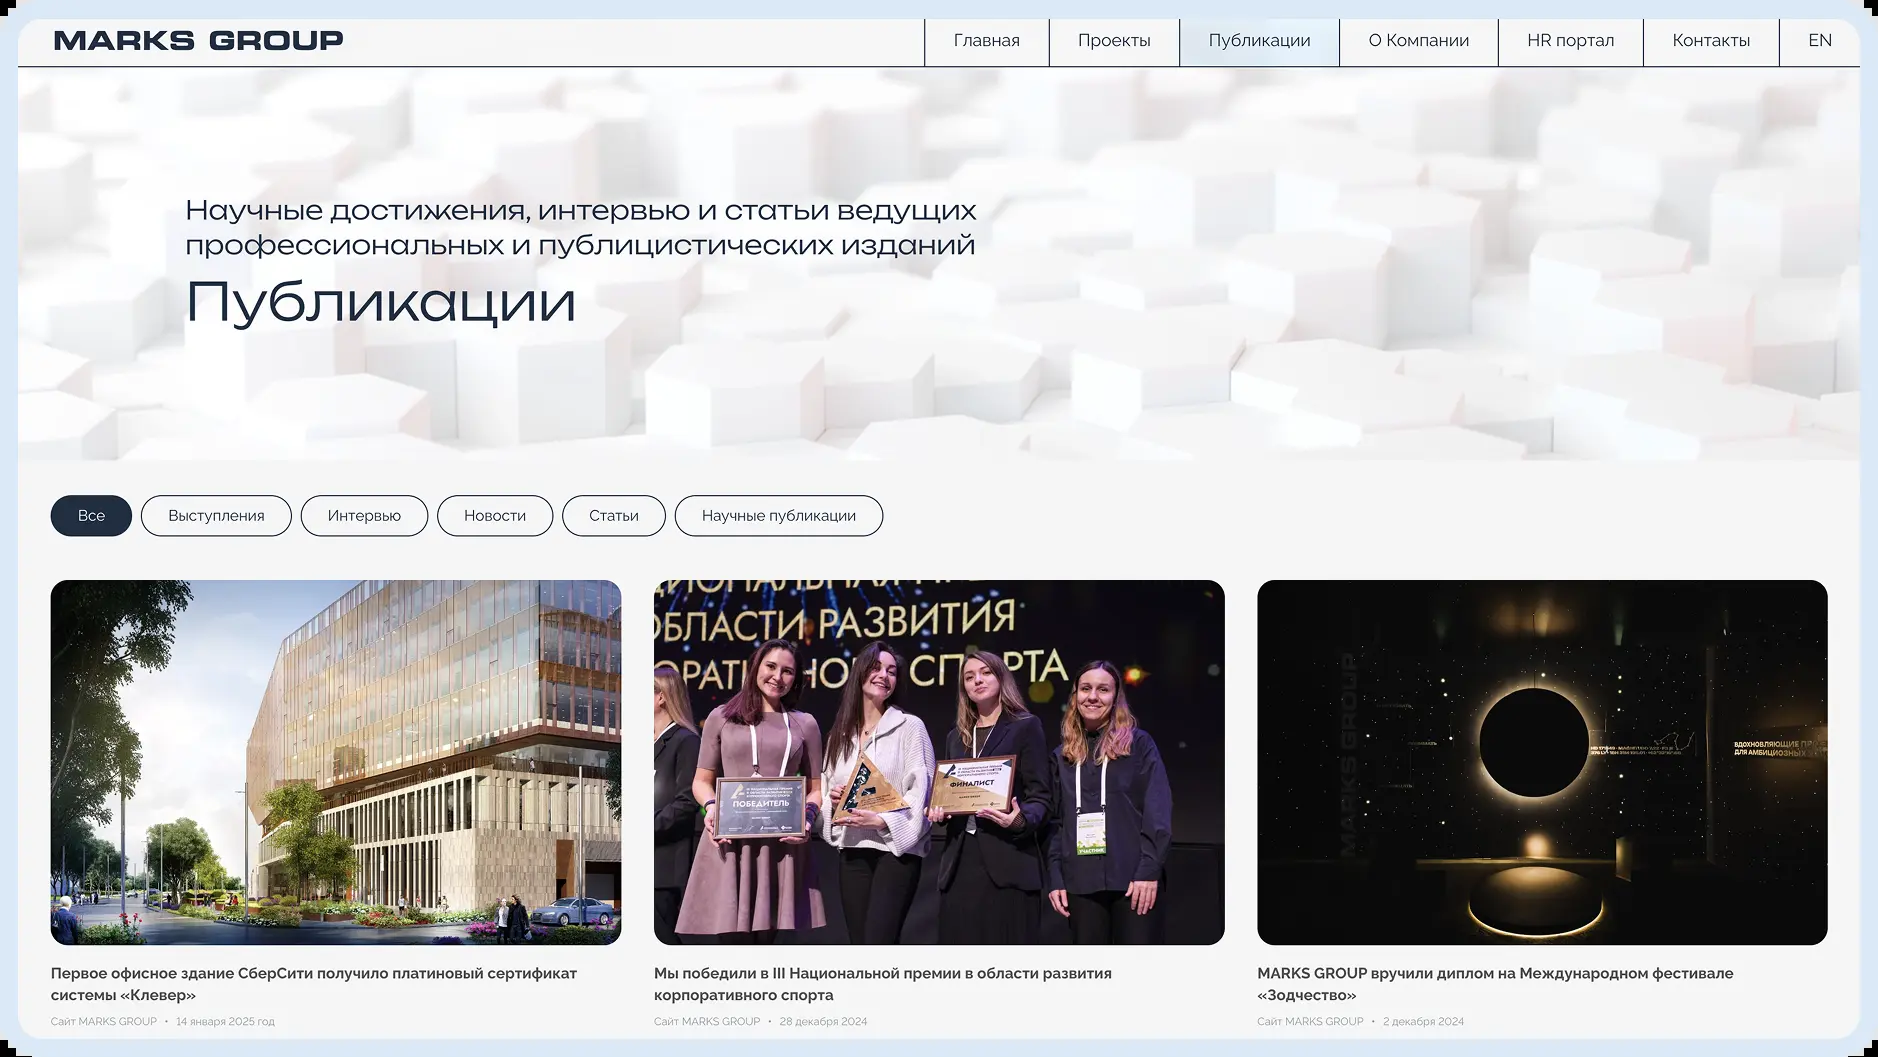 MARKS GROUP
Главная
Проекты
Публикации
О Компании
HR портал
Контакты
EN
Научные достижения, интервью и статьи ведущих
профессиональных и публицистических изданий
Публикации
Все
Выступления
Интервью
Новости
Статьи
Научные публикации
ОБЛАСТИ РАЗВИТИЯ
ПОБЕДИТЕЛЬ
ФИНАЛИСТ
УЧАСТНИК
MARKS GROUP
ВДОХНОВЛЯЮЩИЕ
ДЛЯ АМБИЦИОЗНЫХ
Первое офисное здание СберСити получило платиновый сертификат
системы «Клевер»
Сайт MARKS GROUP • 14 января 2025 год
Мы победили в III Национальной премии в области развития
корпоративного спорта
Сайт MARKS GROUP • 28 декабря 2024
MARKS GROUP вручили диплом на Международном фестивале
«Зодчество»
Сайт MARKS GROUP • 2 декабря 2024